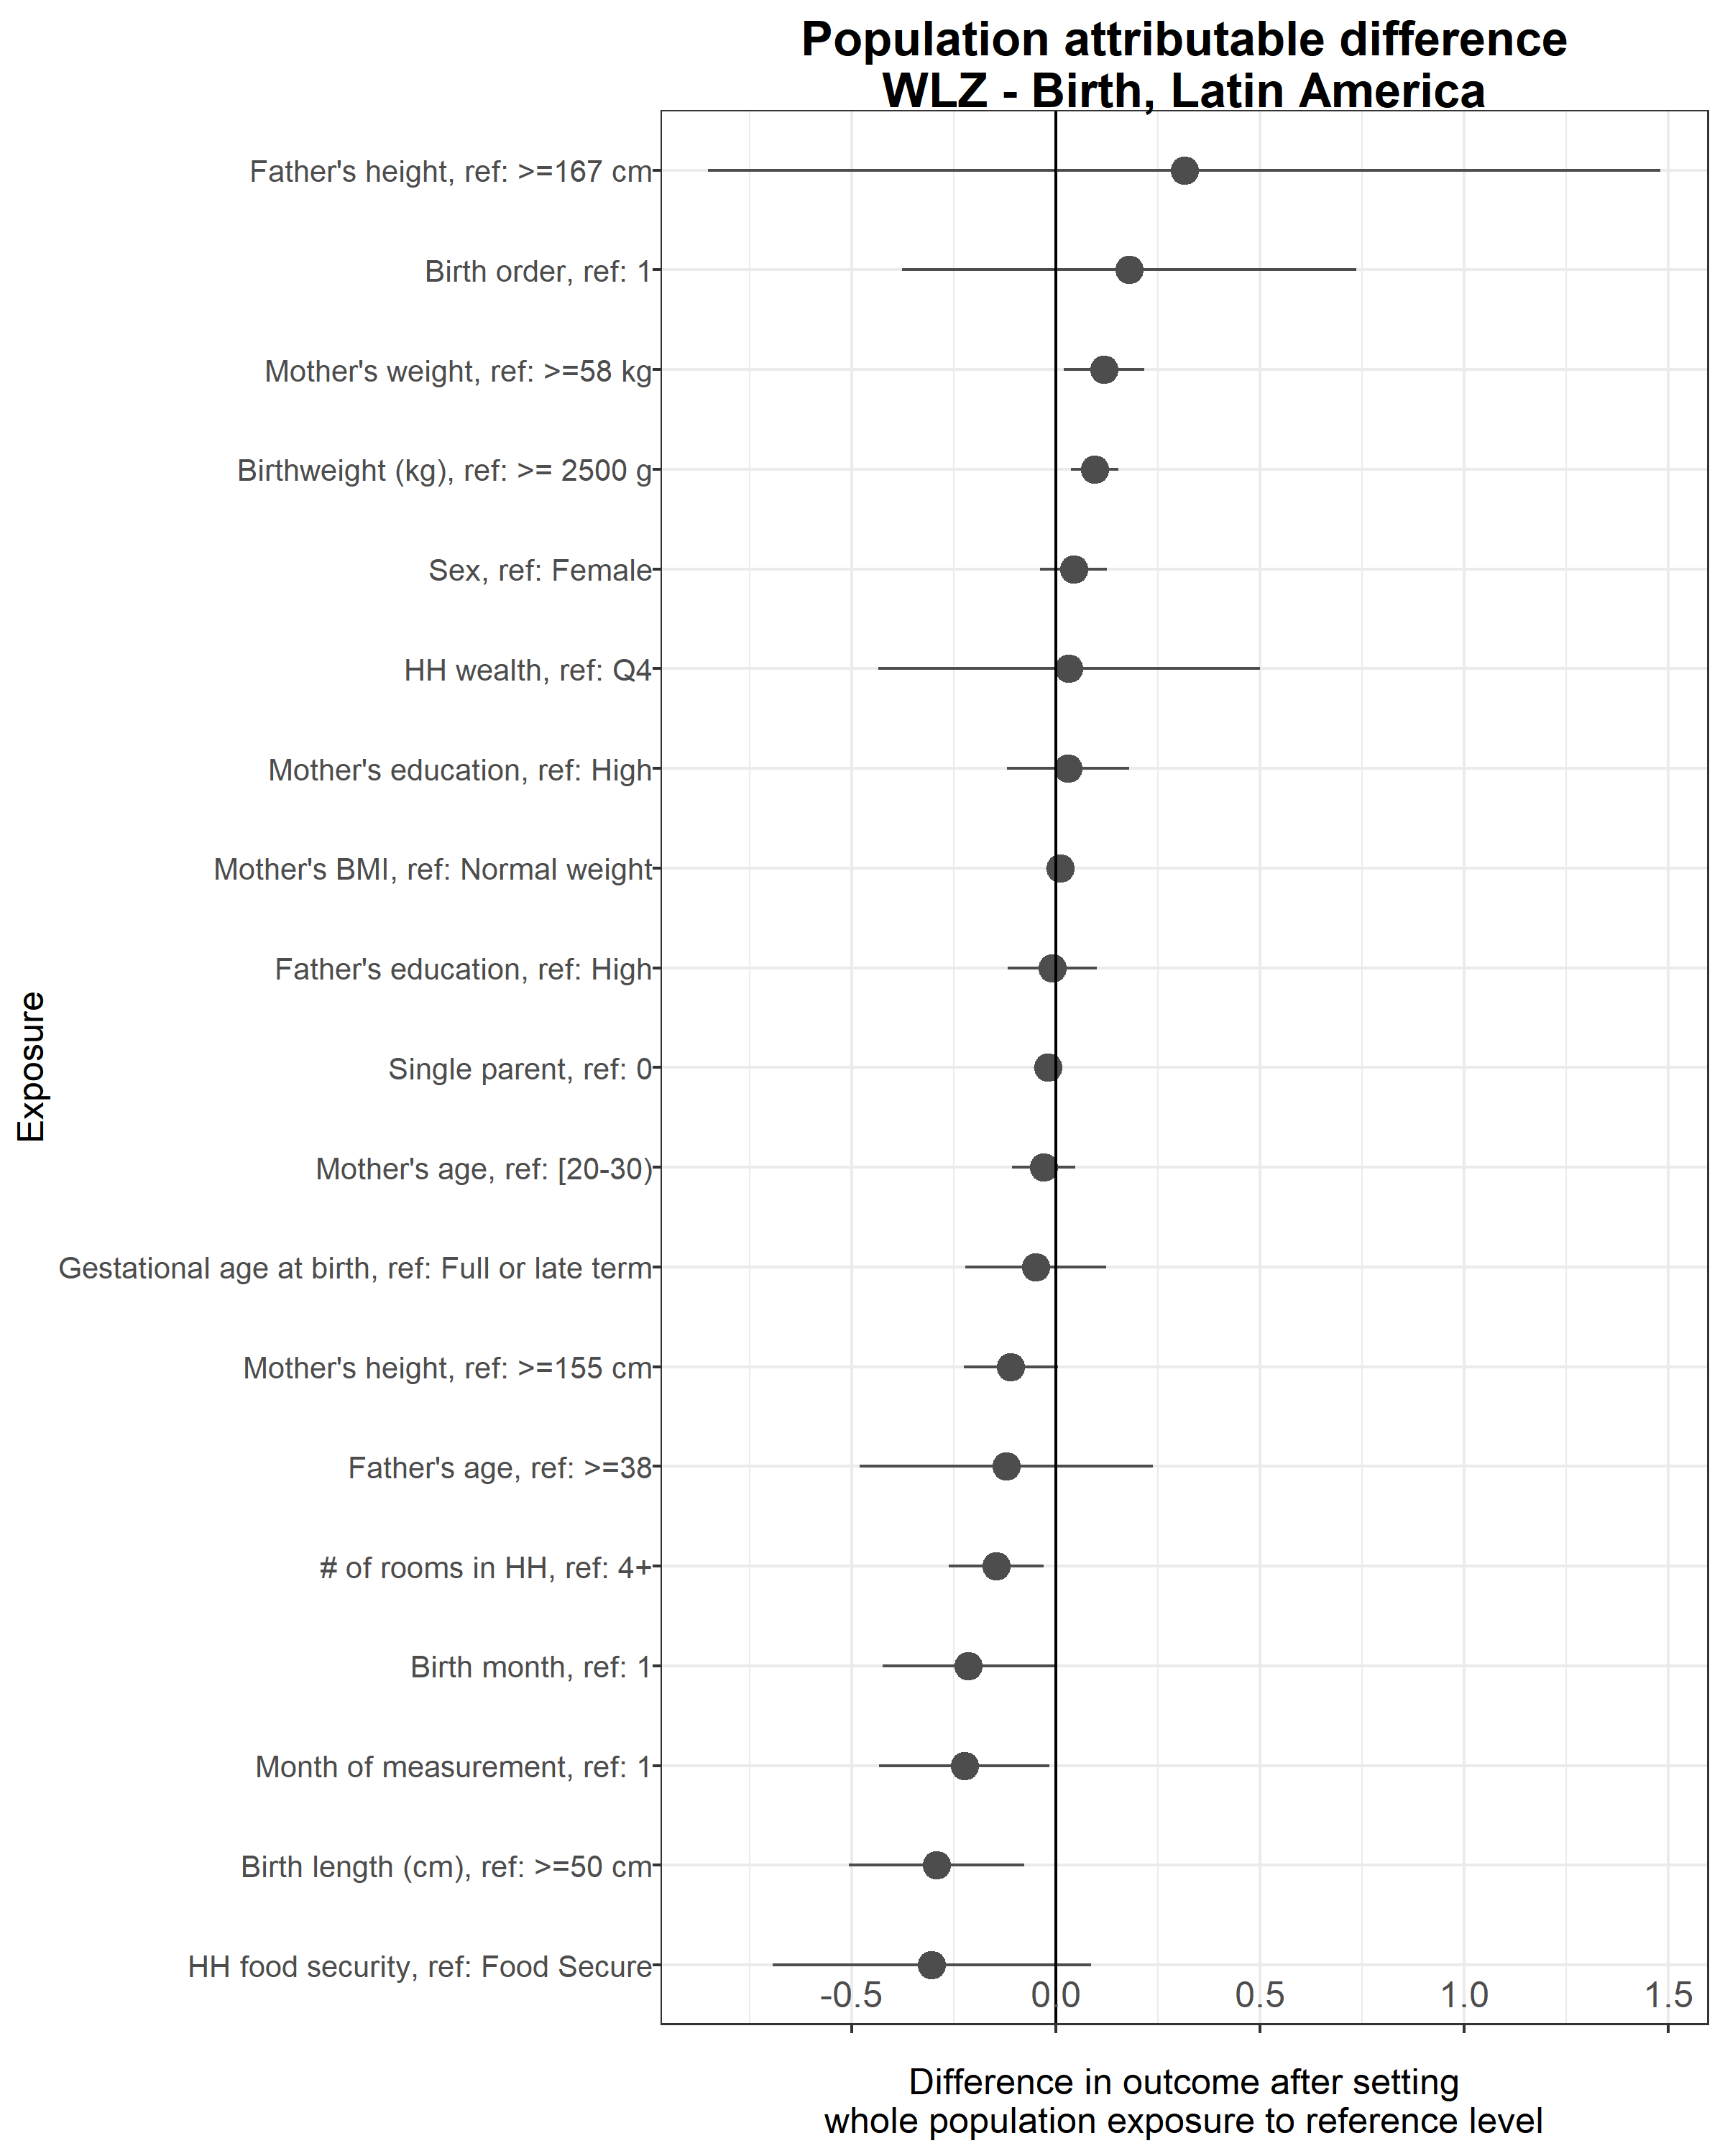 Population attributable difference
WLZ - Birth, Latin America
Father's height, ref: >=167 cm
Birth order, ref: 1
Mother's weight, ref: >=58 kg
Birthweight (kg), ref: >= 2500 g
Sex, ref: Female
HH wealth, ref: Q4
Mother's education, ref: High
Mother's BMI, ref: Normal weight
Father's education, ref: High
Single parent, ref: 0
Mother's age, ref: [20-30)
Gestational age at birth, ref: Full or late term
Mother's height, ref: >=155 cm
Father's age, ref: >=38
# of rooms in HH, ref: 4+
Birth month, ref: 1
Month of measurement, ref: 1
Birth length (cm), ref: >=50 cm
HH food security, ref: Food Secure
Exposure
-0.5 0.0 0.5 1.0 1.5
Difference in outcome after setting
whole population exposure to reference level